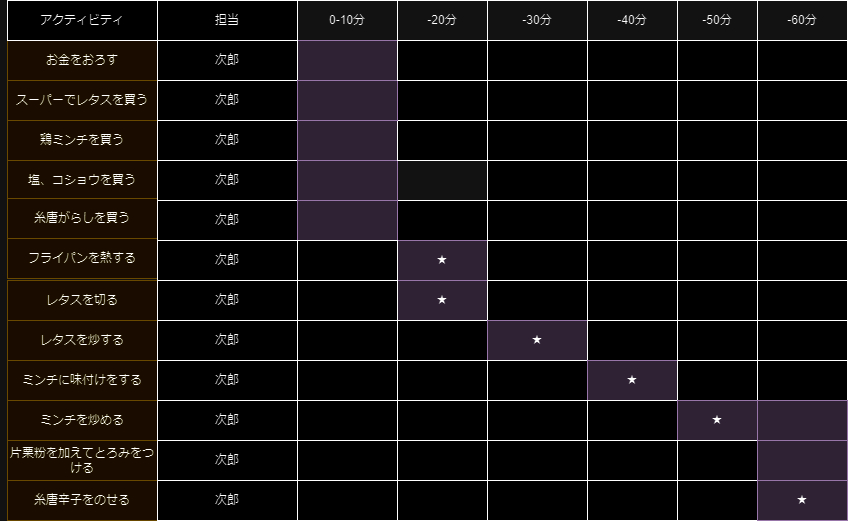 アクティビティ 担当 0-10分 -20分 -30分 -40分 -50分 -60分
お金をおろす 次郎
スーパーでレタスを買う 次郎
鶏ミンチを買う 次郎
塩、コショウを買う 次郎
糸唐がらしを買う 次郎
フライパンを熱する 次郎 ★
レタスを切る 次郎 ★
レタスを炒する 次郎 ★
ミンチに味付けをする 次郎 ★
ミンチを炒める 次郎 ★
片栗粉を加えてとろみをつ
ける 次郎
糸唐辛子をのせる 次郎 ★